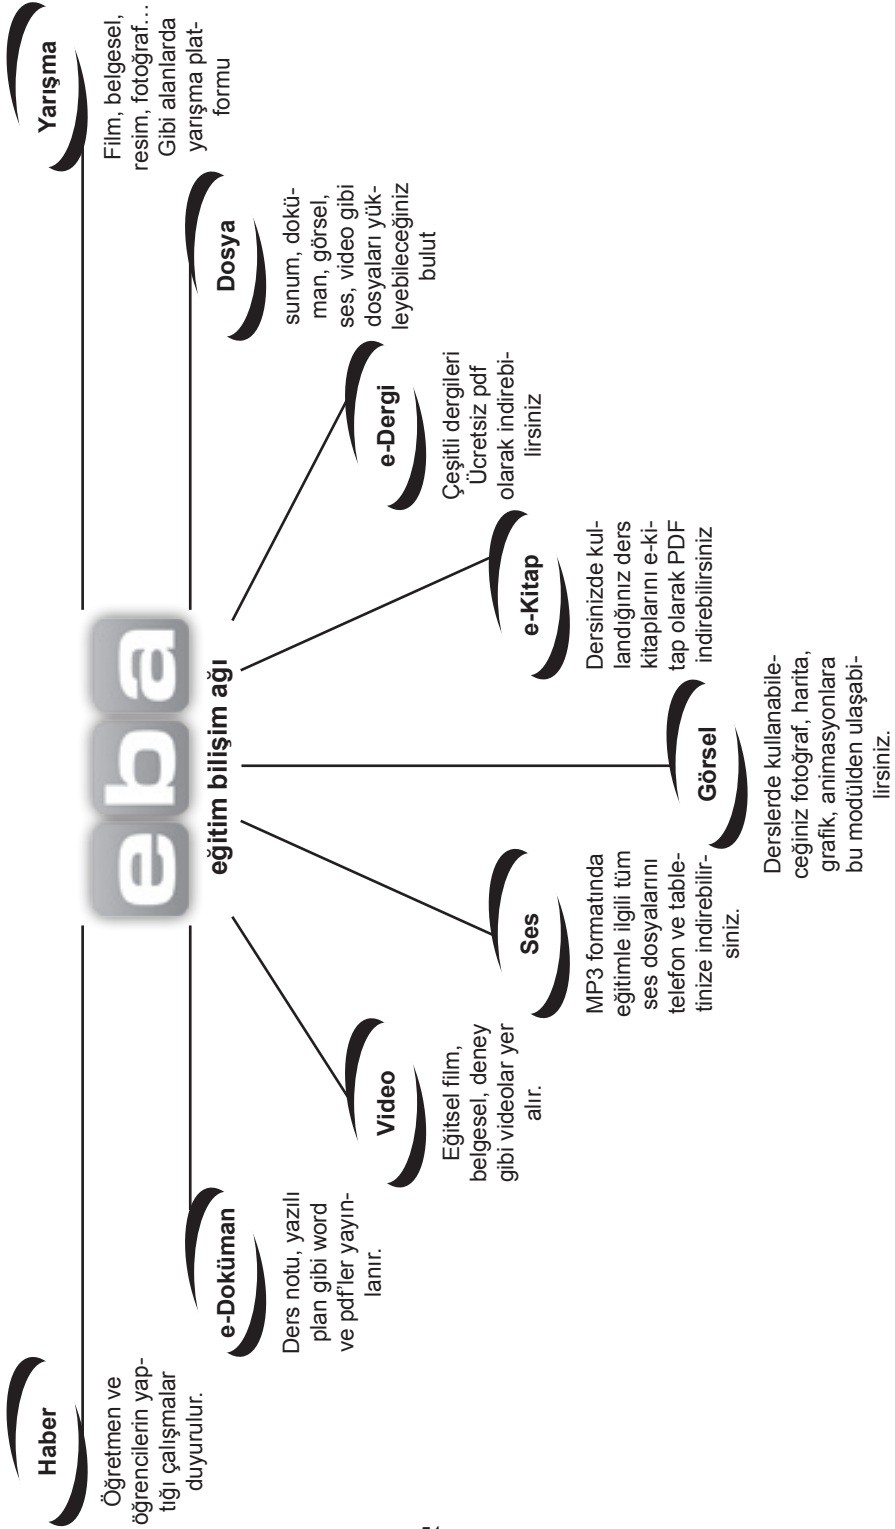 eba
eğitim bilişim ağı
Haber
Öğretmen ve
öğrencilerin yap-
tığı çalışmalar
duyurulur.
e-Doküman
Ders notu, yazılı
plan gibi word
ve pdf'ler yayın-
lanır.
Video
Eğitsel film,
belgesel, deney
gibi videolar yer
alır.
Ses
MP3 formatında
eğitimle ilgili tüm
ses dosyalarını
telefon ve table-
tinize indirebilir-
siniz.
Görsel
Derslerde kullanabile-
ceğiniz fotoğraf, harita,
grafik, animasyonlara
bu modülden ulaşabi-
lirsiniz.
e-Kitap
Dersinizde kul-
landığınız ders
kitaplarını e-ki-
tap olarak PDF
indirebilirsiniz
e-Dergi
Çeşitli dergileri
Ücretsiz pdf
olarak indirebi-
lirsiniz
Dosya
sunum, dokü-
man, görsel,
ses, video gibi
dosyaları yük-
leyebileceğiniz
bulut
Yarışma
Film, belgesel,
resim, fotoğraf…
Gibi alanlarda
yarışma plat-
formu